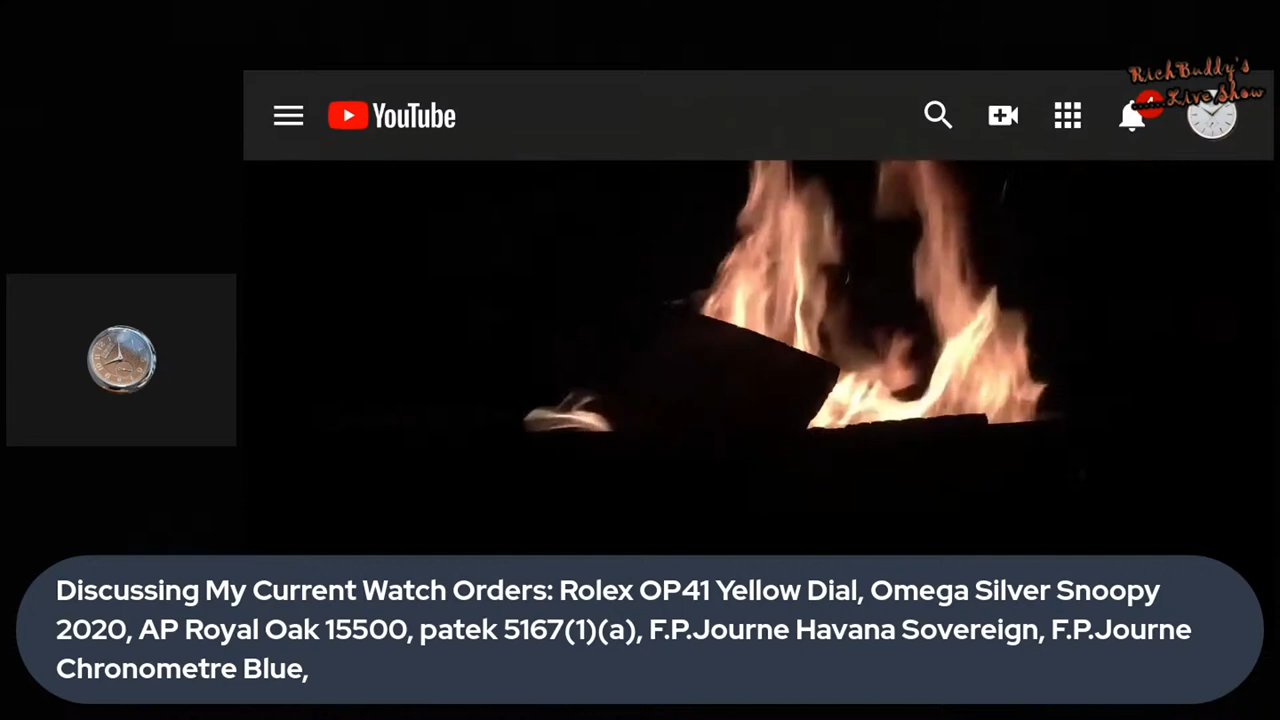 RichBuddy's
...Live Show
YouTube
4
Discussing My Current Watch Orders: Rolex OP41 Yellow Dial, Omega Silver Snoopy
2020, AP Royal Oak 15500, patek 5167(1)(a), F.P.Journe Havana Sovereign, F.P.Journe
Chronometre Blue,